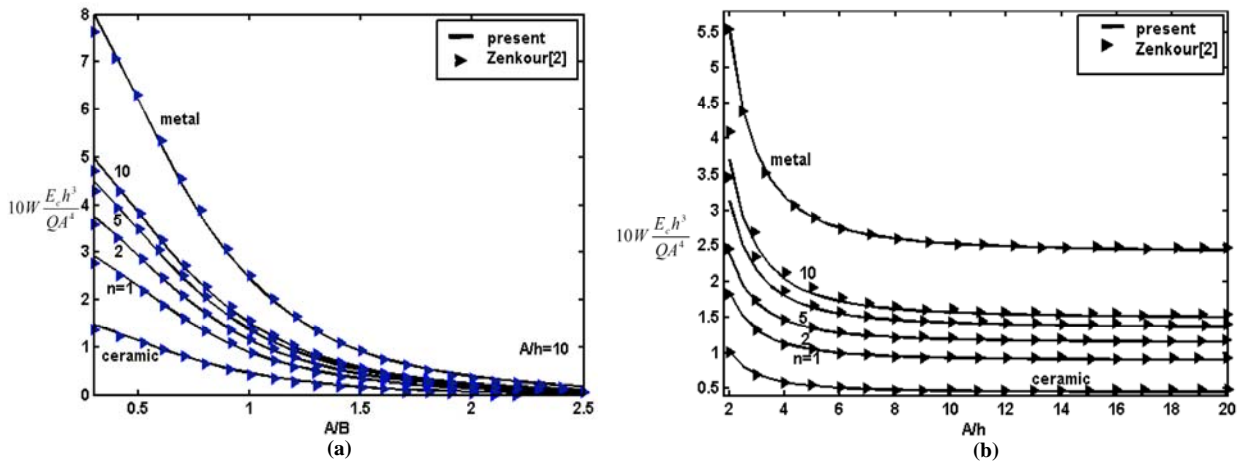 8
7
6
5
4
3
2
1
0
10W E_c h^3 / QA^4
present
Zenkour[2]
metal
10
5
2
n=1
ceramic
A/h=10
0.5
1
1.5
2
2.5
A/B
(a)
5.5
5
4.5
4
3.5
3
2.5
2
1.5
1
0.5
10W E_c h^3 / QA^4
present
Zenkour[2]
metal
10
5
2
n=1
ceramic
2
4
6
8
10
12
14
16
18
20
A/h
(b)